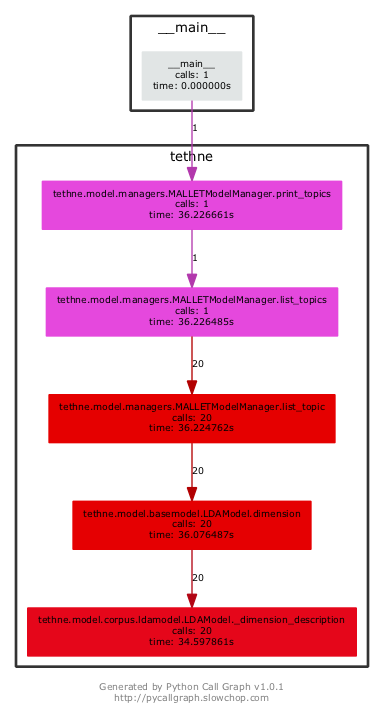 __main__
__main__
calls: 1
time: 0.000000s
1
tethne
tethne.model.managers.MALLETModelManager.print_topics
calls: 1
time: 36.226661s
1
tethne.model.managers.MALLETModelManager.list_topics
calls: 1
time: 36.226485s
20
tethne.model.managers.MALLETModelManager.list_topic
calls: 20
time: 36.224762s
20
tethne.model.basemodel.LDAModel.dimension
calls: 20
time: 36.076487s
20
tethne.model.corpus.ldamodel.LDAModel._dimension_description
calls: 20
time: 34.597861s
Generated by Python Call Graph v1.0.1
http://pycallgraph.slowchop.com